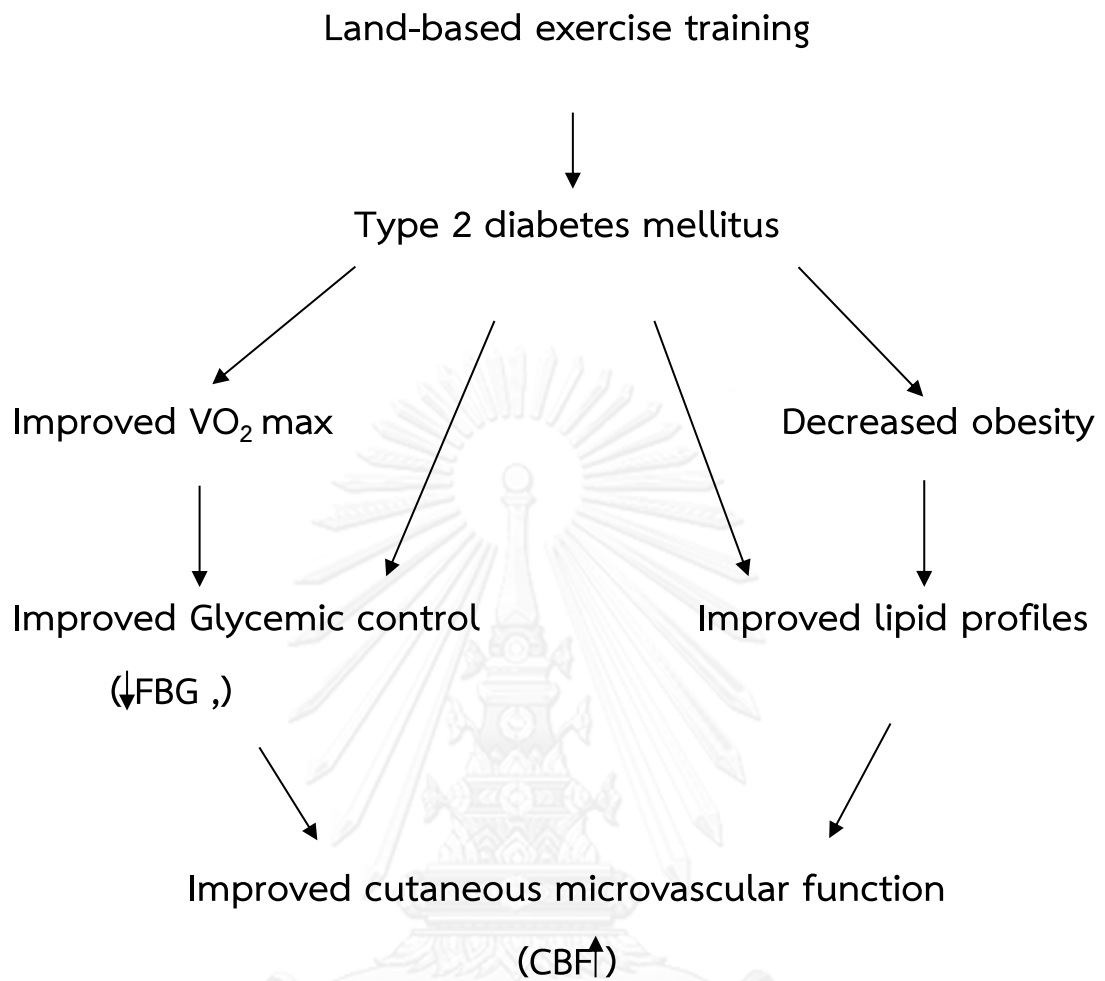 Land-based exercise training
Type 2 diabetes mellitus
Improved VO₂ max
Decreased obesity
Improved Glycemic control
Improved lipid profiles
(↓FBG ,)
Improved cutaneous microvascular function
(CBF↑)